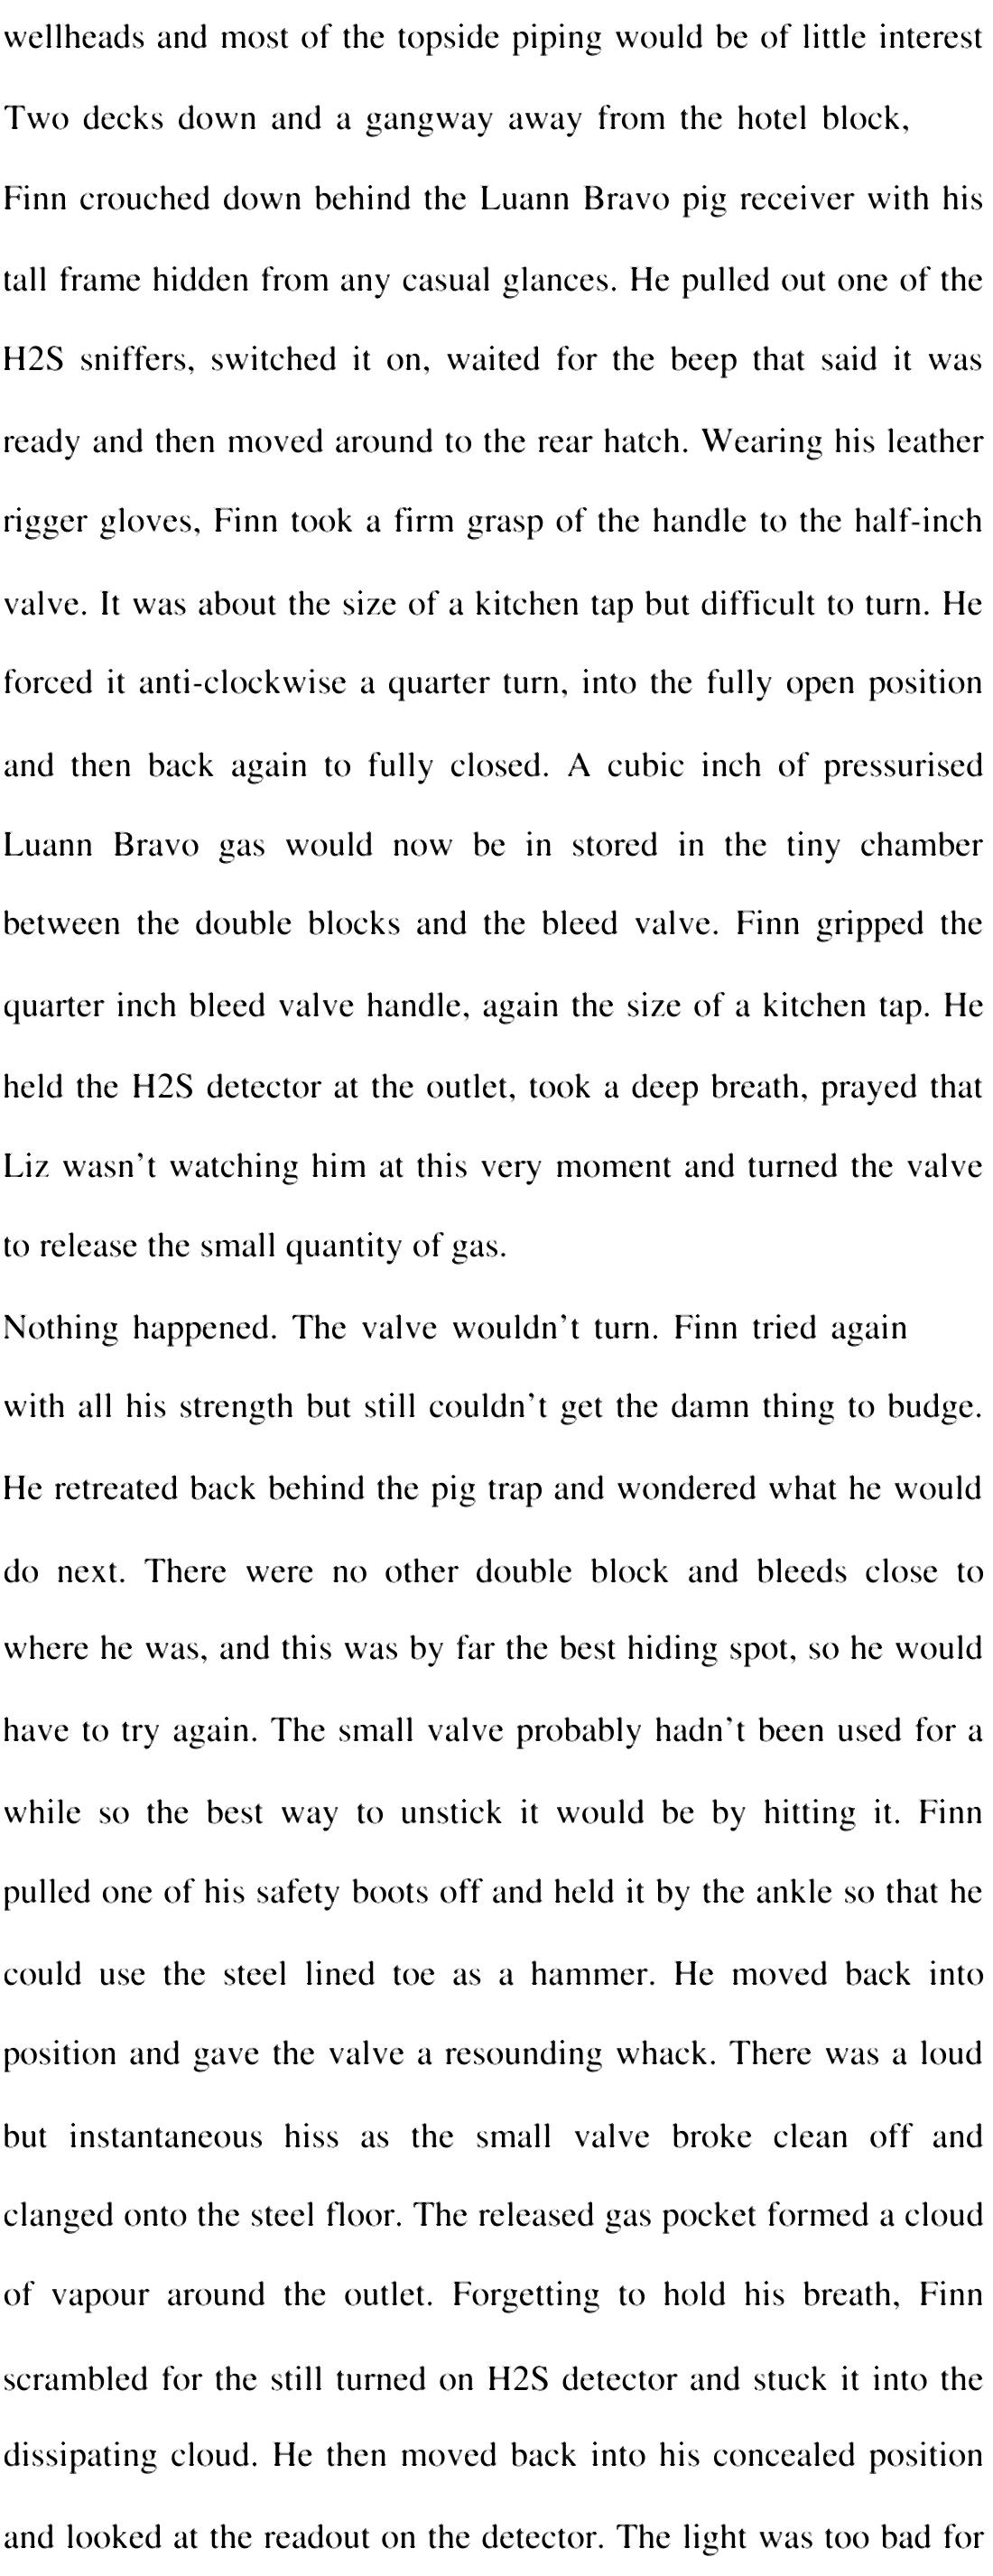 wellheads and most of the topside piping would be of little interest
Two decks down and a gangway away from the hotel block,
Finn crouched down behind the Luann Bravo pig receiver with his
tall frame hidden from any casual glances. He pulled out one of the
H2S sniffers, switched it on, waited for the beep that said it was
ready and then moved around to the rear hatch. Wearing his leather
rigger gloves, Finn took a firm grasp of the handle to the half-inch
valve. It was about the size of a kitchen tap but difficult to turn. He
forced it anti-clockwise a quarter turn, into the fully open position
and then back again to fully closed. A cubic inch of pressurised
Luann Bravo gas would now be in stored in the tiny chamber
between the double blocks and the bleed valve. Finn gripped the
quarter inch bleed valve handle, again the size of a kitchen tap. He
held the H2S detector at the outlet, took a deep breath, prayed that
Liz wasn’t watching him at this very moment and turned the valve
to release the small quantity of gas.
Nothing happened. The valve wouldn’t turn. Finn tried again
with all his strength but still couldn’t get the damn thing to budge.
He retreated back behind the pig trap and wondered what he would
do next. There were no other double block and bleeds close to
where he was, and this was by far the best hiding spot, so he would
have to try again. The small valve probably hadn’t been used for a
while so the best way to unstick it would be by hitting it. Finn
pulled one of his safety boots off and held it by the ankle so that he
could use the steel lined toe as a hammer. He moved back into
position and gave the valve a resounding whack. There was a loud
but instantaneous hiss as the small valve broke clean off and
clanged onto the steel floor. The released gas pocket formed a cloud
of vapour around the outlet. Forgetting to hold his breath, Finn
scrambled for the still turned on H2S detector and stuck it into the
dissipating cloud. He then moved back into his concealed position
and looked at the readout on the detector. The light was too bad for